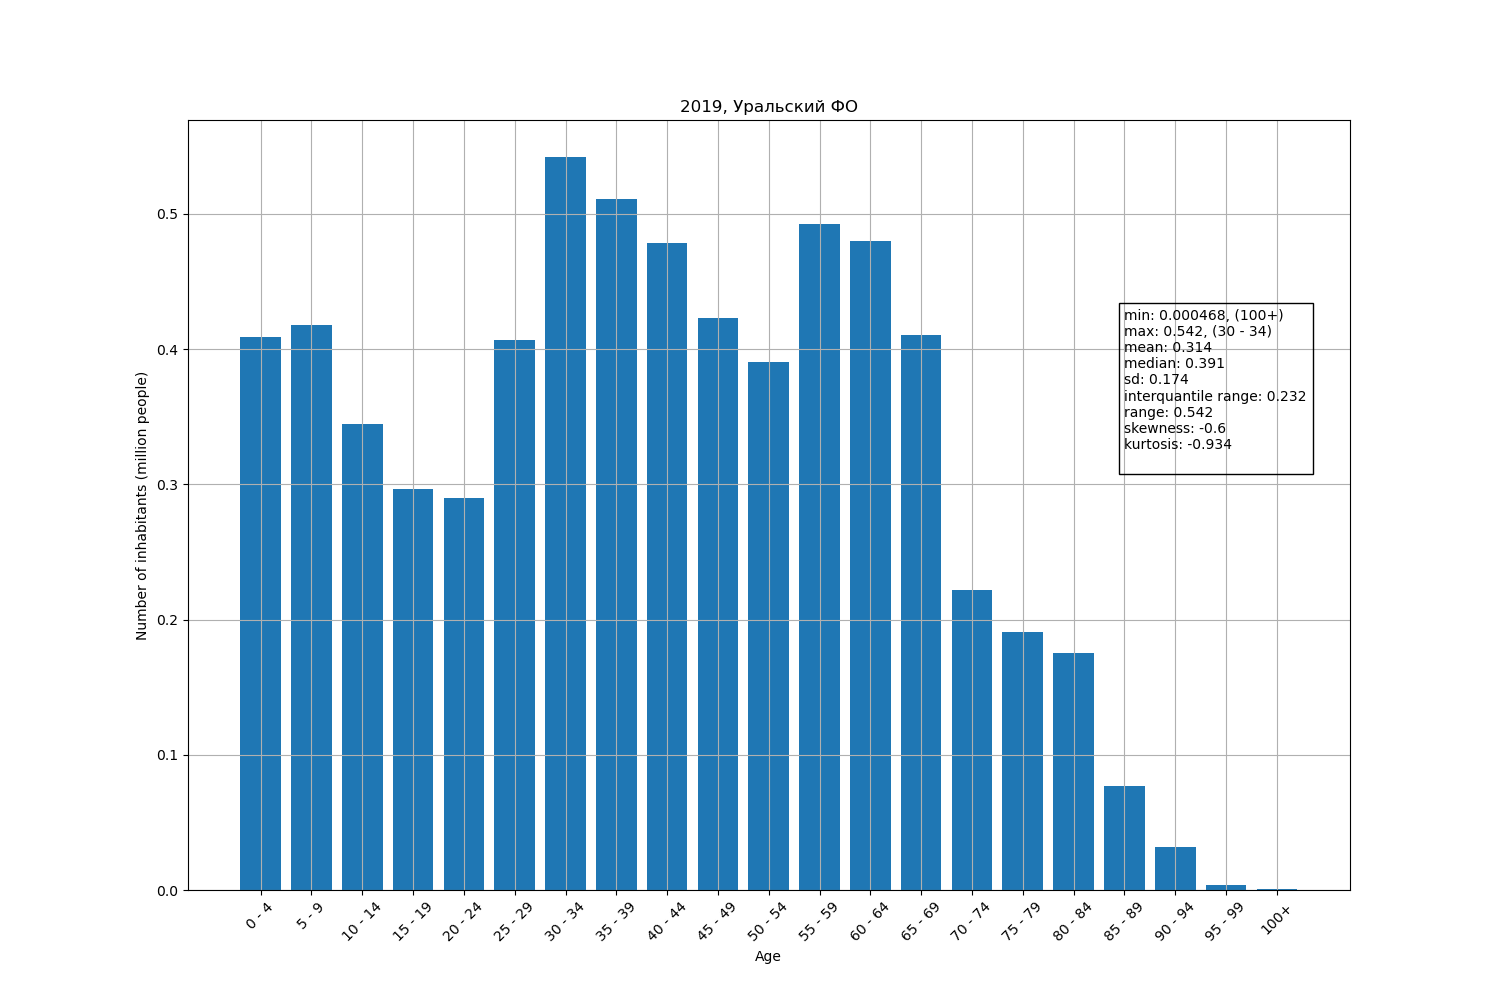 2019, Уральский ФО
Number of inhabitants (million people)
0.5
0.4
0.3
0.2
0.1
0.0
min: 0.000468, (100+)
max: 0.542, (30 - 34)
mean: 0.314
median: 0.391
sd: 0.174
interquantile range: 0.232
range: 0.542
skewness: -0.6
kurtosis: -0.934
0 - 4
5 - 9
10 - 14
15 - 19
20 - 24
25 - 29
30 - 34
35 - 39
40 - 44
45 - 49
50 - 54
55 - 59
60 - 64
65 - 69
70 - 74
75 - 79
80 - 84
85 - 89
90 - 94
95 - 99
100+
Age